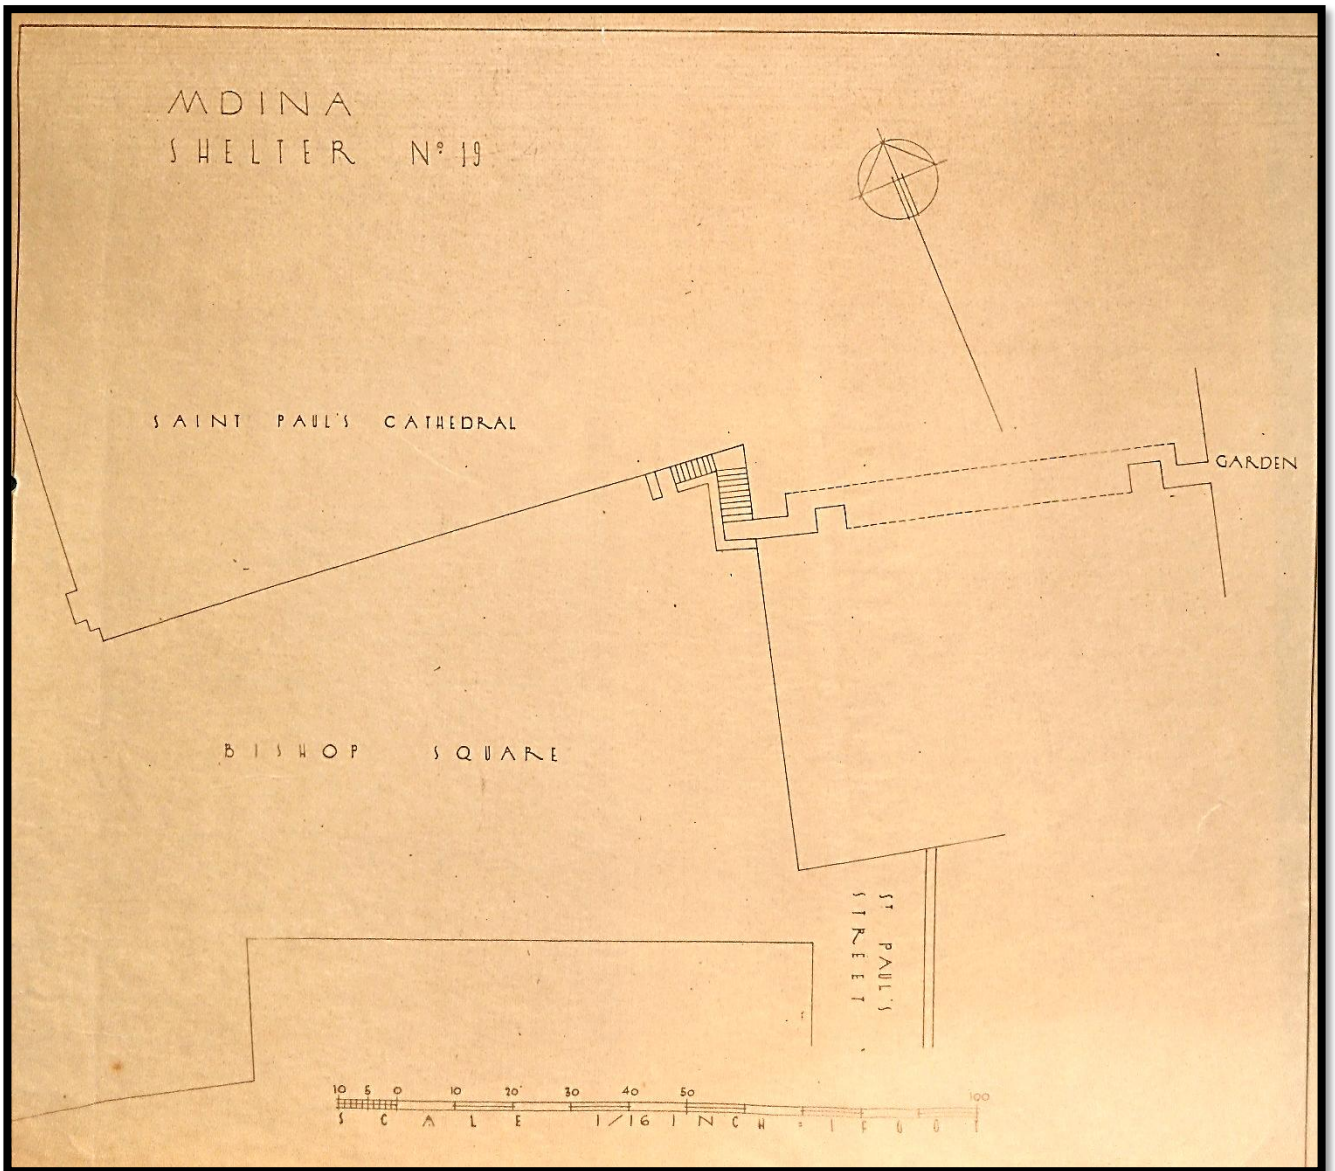 MDINA
SHELTER Nº 19
SAINT PAUL'S CATHEDRAL
GARDEN
BISHOP SQUARE
ST PAUL'S
STREET
10 5 0 10 20 30 40 50 100
SCALE 1/16 INCH = 1 FOOT